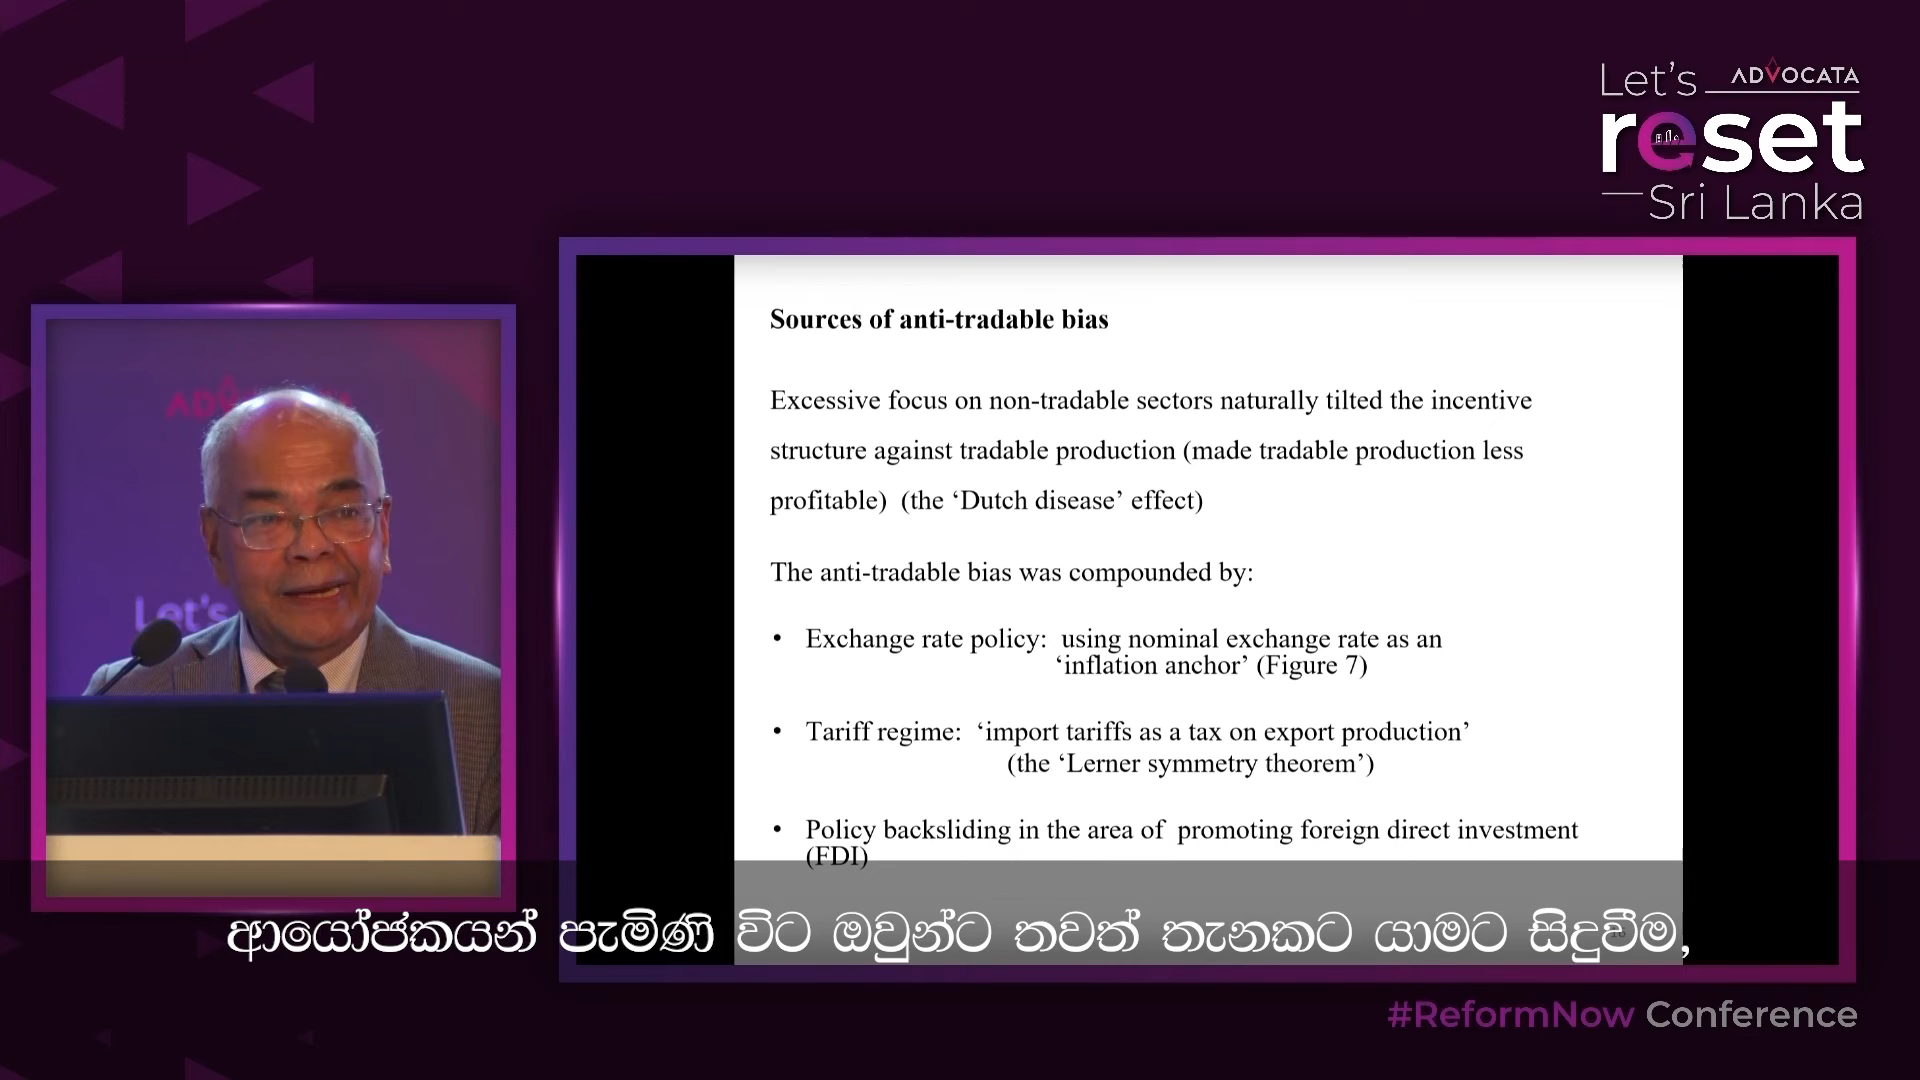 Let's ADVOCATA
reset
Sri Lanka
Sources of anti-tradable bias
Excessive focus on non-tradable sectors naturally tilted the incentive
structure against tradable production (made tradable production less
profitable) (the ‘Dutch disease’ effect)
The anti-tradable bias was compounded by:
• Exchange rate policy: using nominal exchange rate as an
‘inflation anchor’ (Figure 7)
• Tariff regime: ‘import tariffs as a tax on export production’
(the ‘Lerner symmetry theorem’)
• Policy backsliding in the area of promoting foreign direct investment
(FDI)
Let's
ආයෝජකයන් පැමිණි විට ඔවුන්ට තවත් තැනකට යාමට සිදුවීම,
#ReformNow Conference